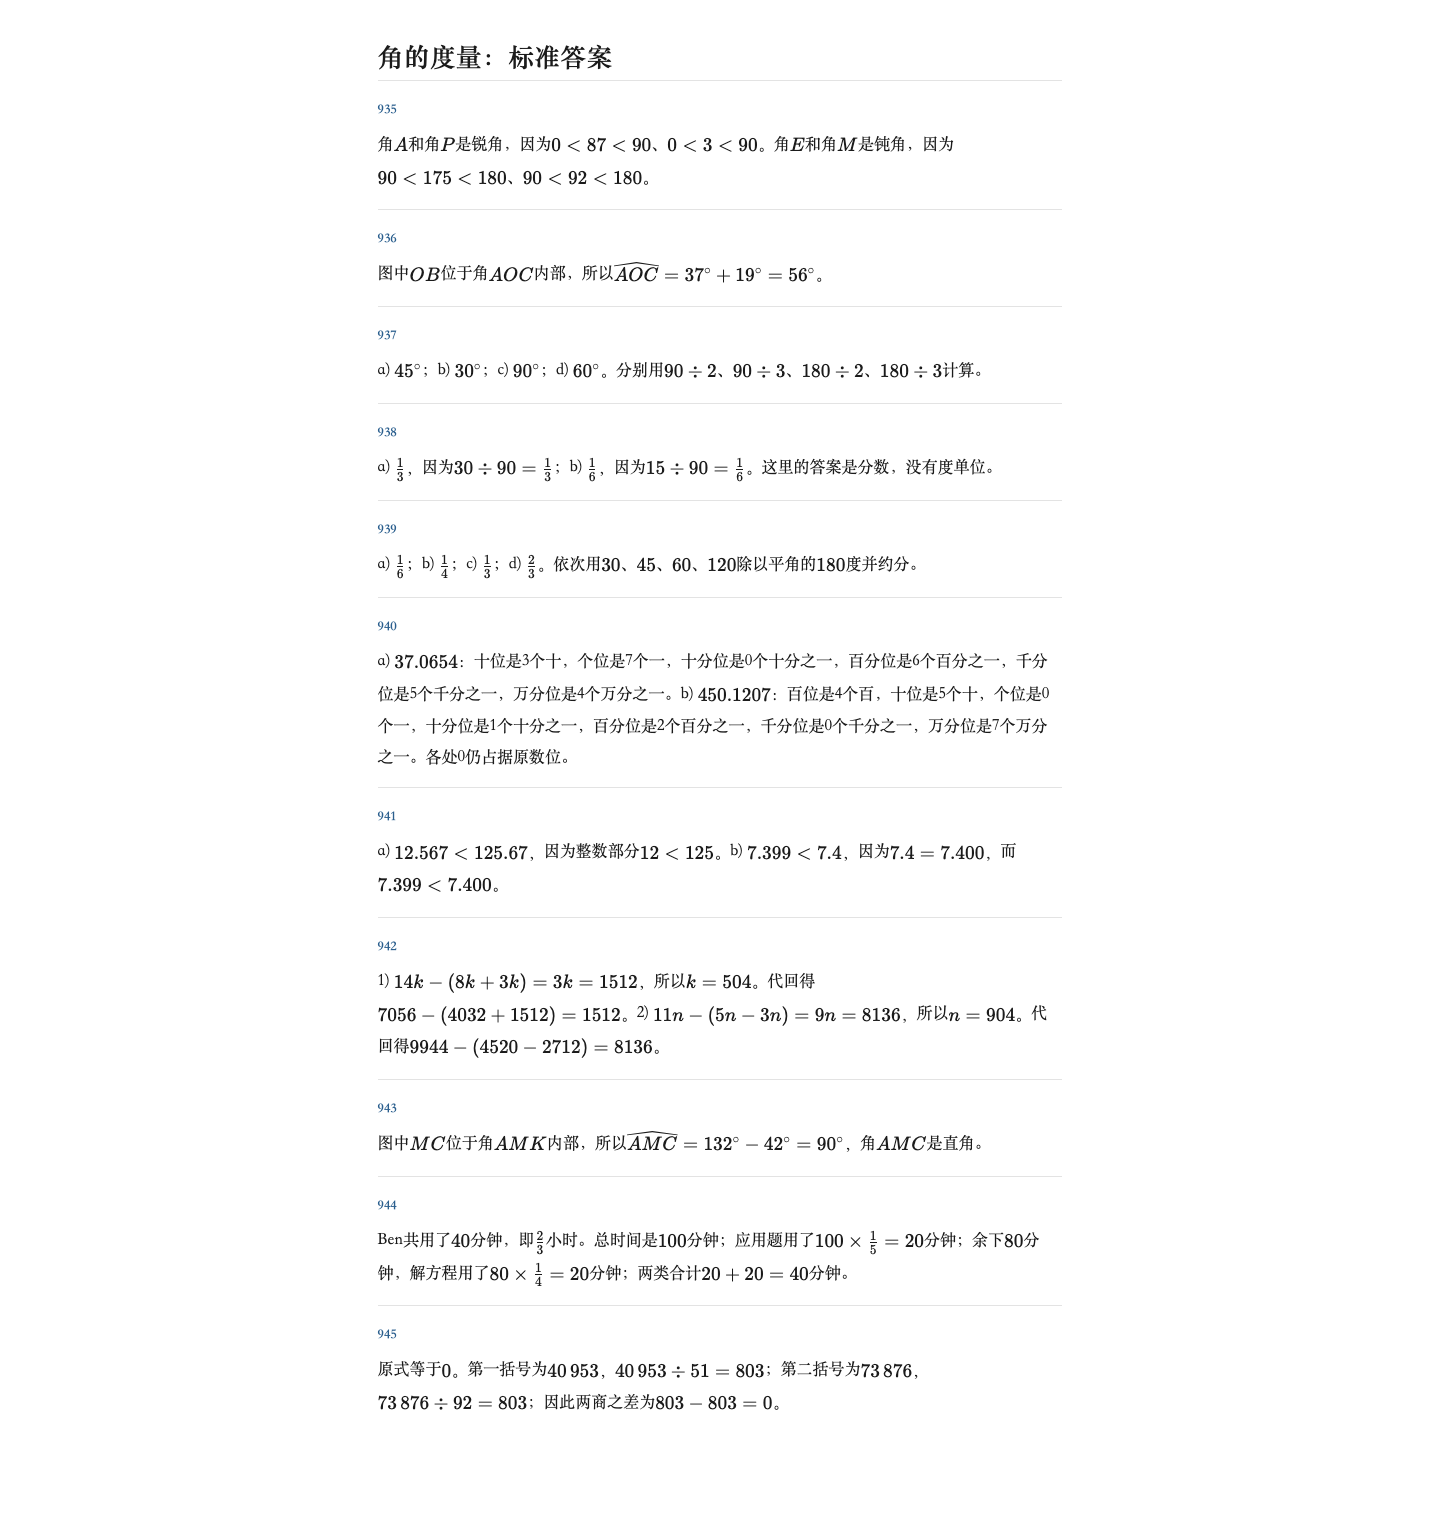 角的度量：标准答案
935
角A和角P是锐角，因为0 < 87 < 90、0 < 3 < 90。角E和角M是钝角，因为
90 < 175 < 180、90 < 92 < 180。
936
图中OB位于角AOC内部，所以\widehat{AOC} = 37° + 19° = 56°。
937
a) 45°；b) 30°；c) 90°；d) 60°。分别用90 ÷ 2、90 ÷ 3、180 ÷ 2、180 ÷ 3计算。
938
a) 1/3，因为30 ÷ 90 = 1/3；b) 1/6，因为15 ÷ 90 = 1/6。这里的答案是分数，没有度单位。
939
a) 1/6；b) 1/4；c) 1/3；d) 2/3。依次用30、45、60、120除以平角的180度并约分。
940
a) 37.0654：十位是3个十，个位是7个一，十分位是0个十分之一，百分位是6个百分之一，千分
位是5个千分之一，万分位是4个万分之一。b) 450.1207：百位是4个百，十位是5个十，个位是0
个一，十分位是1个十分之一，百分位是2个百分之一，千分位是0个千分之一，万分位是7个万分
之一。各处0仍占据原数位。
941
a) 12.567 < 125.67，因为整数部分12 < 125。b) 7.399 < 7.4，因为7.4 = 7.400，而
7.399 < 7.400。
942
1) 14k − (8k + 3k) = 3k = 1512，所以k = 504。代回得
7056 − (4032 + 1512) = 1512。2) 11n − (5n − 3n) = 9n = 8136，所以n = 904。代
回得9944 − (4520 − 2712) = 8136。
943
图中MC位于角AMK内部，所以\widehat{AMC} = 132° − 42° = 90°，角AMC是直角。
944
Ben共用了40分钟，即2/3小时。总时间是100分钟；应用题用了100 × 1/5 = 20分钟；余下80分
钟，解方程用了80 × 1/4 = 20分钟；两类合计20 + 20 = 40分钟。
945
原式等于0。第一括号为40 953，40 953 ÷ 51 = 803；第二括号为73 876，
73 876 ÷ 92 = 803；因此两商之差为803 − 803 = 0。